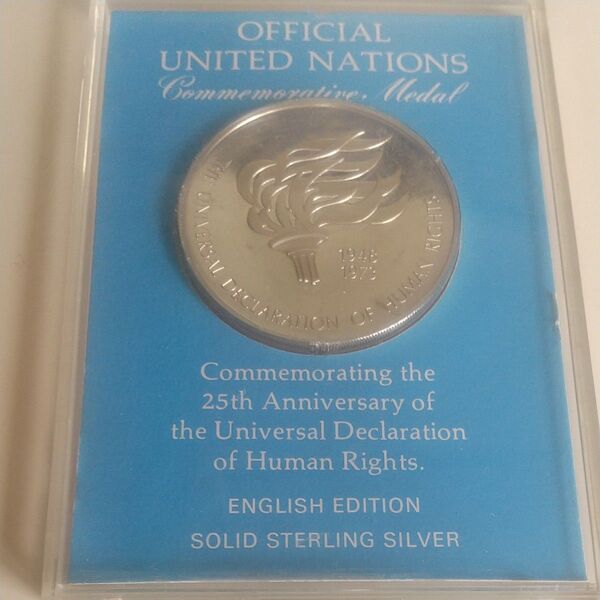 OFFICIAL
UNITED NATIONS
Commemorative Medal
THE UNIVERSAL DECLARATION OF HUMAN RIGHTS
1948
1973
Commemorating the
25th Anniversary of
the Universal Declaration
of Human Rights.
ENGLISH EDITION
SOLID STERLING SILVER